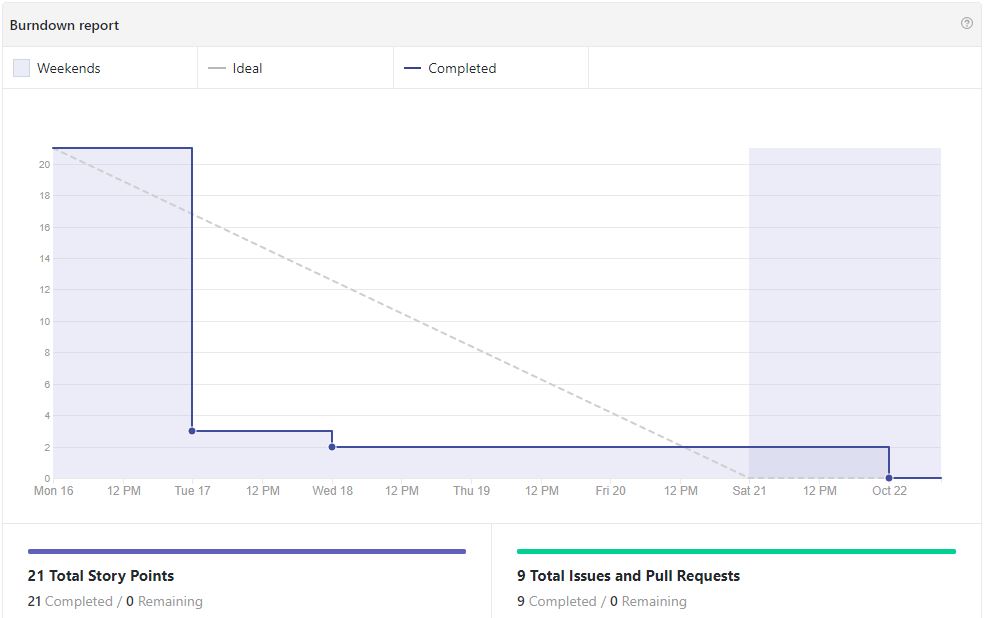 Burndown report
Weekends
Ideal
Completed
20
18
16
14
12
10
8
6
4
2
0
Mon 16 12 PM Tue 17 12 PM Wed 18 12 PM Thu 19 12 PM Fri 20 12 PM Sat 21 12 PM Oct 22
21 Total Story Points
21 Completed / 0 Remaining
9 Total Issues and Pull Requests
9 Completed / 0 Remaining